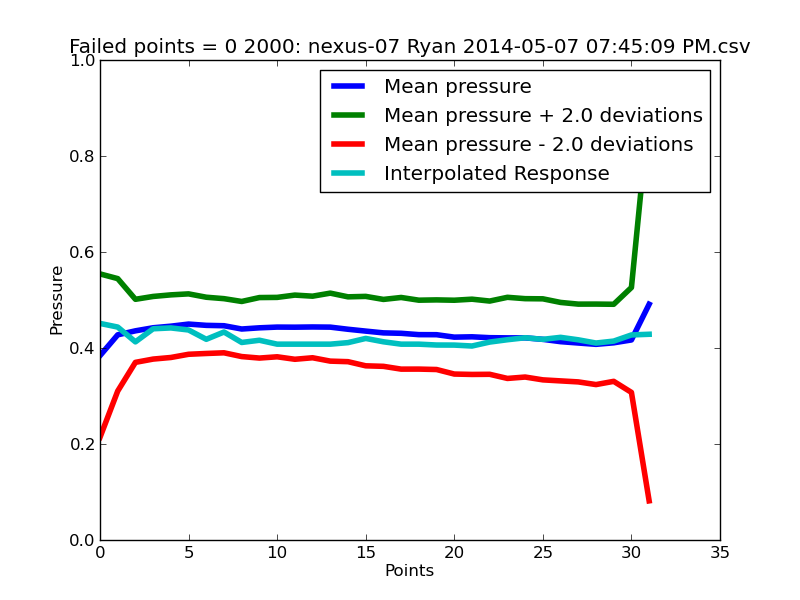 Failed points = 0 2000: nexus-07 Ryan 2014-05-07 07:45:09 PM.csv
Mean pressure
Mean pressure + 2.0 deviations
Mean pressure - 2.0 deviations
Interpolated Response
Pressure
1.0
0.8
0.6
0.4
0.2
0.0
0 5 10 15 20 25 30 35
Points